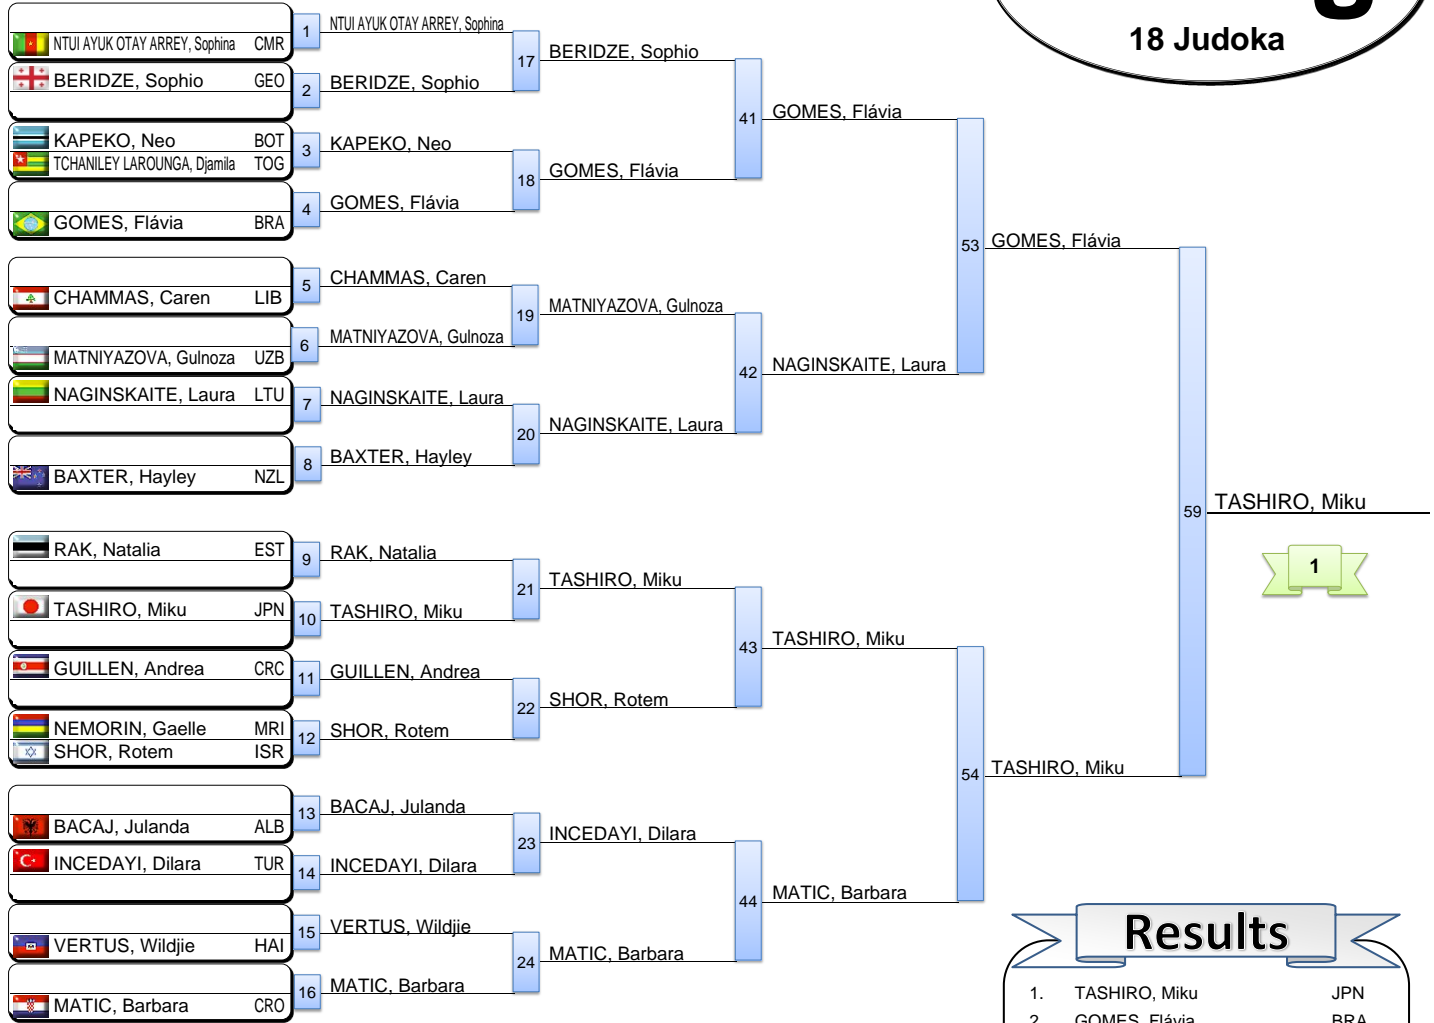 18 Judoka
NTUI AYUK OTAY ARREY, Sophina CMR
BERIDZE, Sophio GEO
KAPEKO, Neo BOT
TCHANILEY LAROUNGA, Djamila TOG
GOMES, Flávia BRA
CHAMMAS, Caren LIB
MATNIYAZOVA, Gulnoza UZB
NAGINSKAITE, Laura LTU
BAXTER, Hayley NZL
RAK, Natalia EST
TASHIRO, Miku JPN
GUILLEN, Andrea CRC
NEMORIN, Gaelle MRI
SHOR, Rotem ISR
BACAJ, Julanda ALB
INCEDAYI, Dilara TUR
VERTUS, Wildjie HAI
MATIC, Barbara CRO
1 NTUI AYUK OTAY ARREY, Sophina
2 BERIDZE, Sophio
3 KAPEKO, Neo
4 GOMES, Flávia
5 CHAMMAS, Caren
6 MATNIYAZOVA, Gulnoza
7 NAGINSKAITE, Laura
8 BAXTER, Hayley
9 RAK, Natalia
10 TASHIRO, Miku
11 GUILLEN, Andrea
12 SHOR, Rotem
13 BACAJ, Julanda
14 INCEDAYI, Dilara
15 VERTUS, Wildjie
16 MATIC, Barbara
17 BERIDZE, Sophio
18 GOMES, Flávia
19 MATNIYAZOVA, Gulnoza
20 NAGINSKAITE, Laura
21 TASHIRO, Miku
22 SHOR, Rotem
23 INCEDAYI, Dilara
24 MATIC, Barbara
41 GOMES, Flávia
42 NAGINSKAITE, Laura
43 TASHIRO, Miku
44 MATIC, Barbara
53 GOMES, Flávia
54 TASHIRO, Miku
59 TASHIRO, Miku
1
Results
1. TASHIRO, Miku JPN
2. GOMES, Flávia BRA